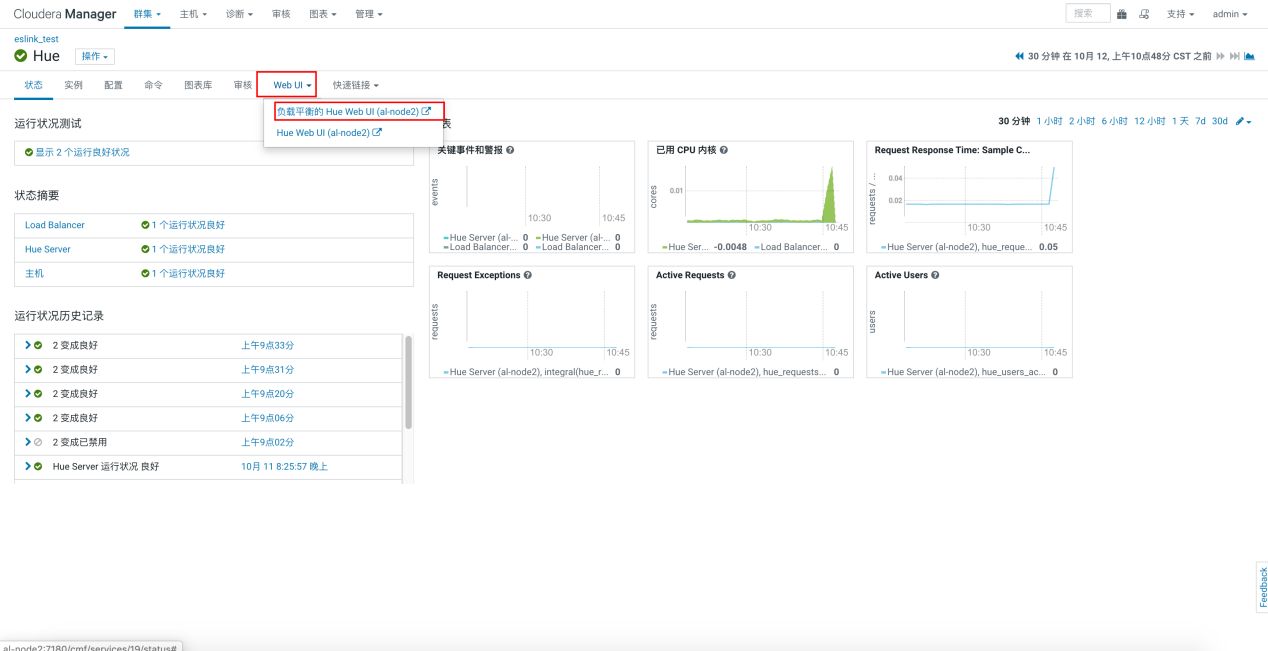 Cloudera Manager 群集 主机 诊断 审核 图表 管理 搜索 支持 admin
eslink_test
Hue 操作 30 分钟 在 10月 12, 上午10点48分 CST 之前
状态 实例 配置 命令 图表库 审核 Web UI 快速链接
负载平衡的 Hue Web UI (al-node2)
Hue Web UI (al-node2)
运行状况测试
显示 2 个运行良好状况
状态摘要
Load Balancer 1 个运行状况良好
Hue Server 1 个运行状况良好
主机 1 个运行状况良好
运行状况历史记录
2 变成良好 上午9点33分
2 变成良好 上午9点31分
2 变成良好 上午9点20分
2 变成良好 上午9点06分
2 变成已禁用 上午9点02分
Hue Server 运行状况 良好 10月 11 8:25:57 晚上
表 30 分钟 1 小时 2 小时 6 小时 12 小时 1 天 7d 30d
关键事件和警报
events
10:30 10:45
Hue Server (al-... 0 Hue Server (al-... 0
Load Balancer... 0 Load Balancer... 0
已用 CPU 内核
cores
0.01
10:30 10:45
Hue Ser... -0.0048 Load Balancer... 0
Request Response Time: Sample C...
requests / ...
0.04
0.02
10:30 10:45
Hue Server (al-node2), hue_reque... 0.05
Request Exceptions
requests
10:30 10:45
Hue Server (al-node2), integral(hue_r... 0
Active Requests
requests
10:30 10:45
Hue Server (al-node2), hue_requests... 0
Active Users
users
10:30 10:45
Hue Server (al-node2), hue_users_ac... 0
Feedback
al-node2:7180/cmf/services/19/status#